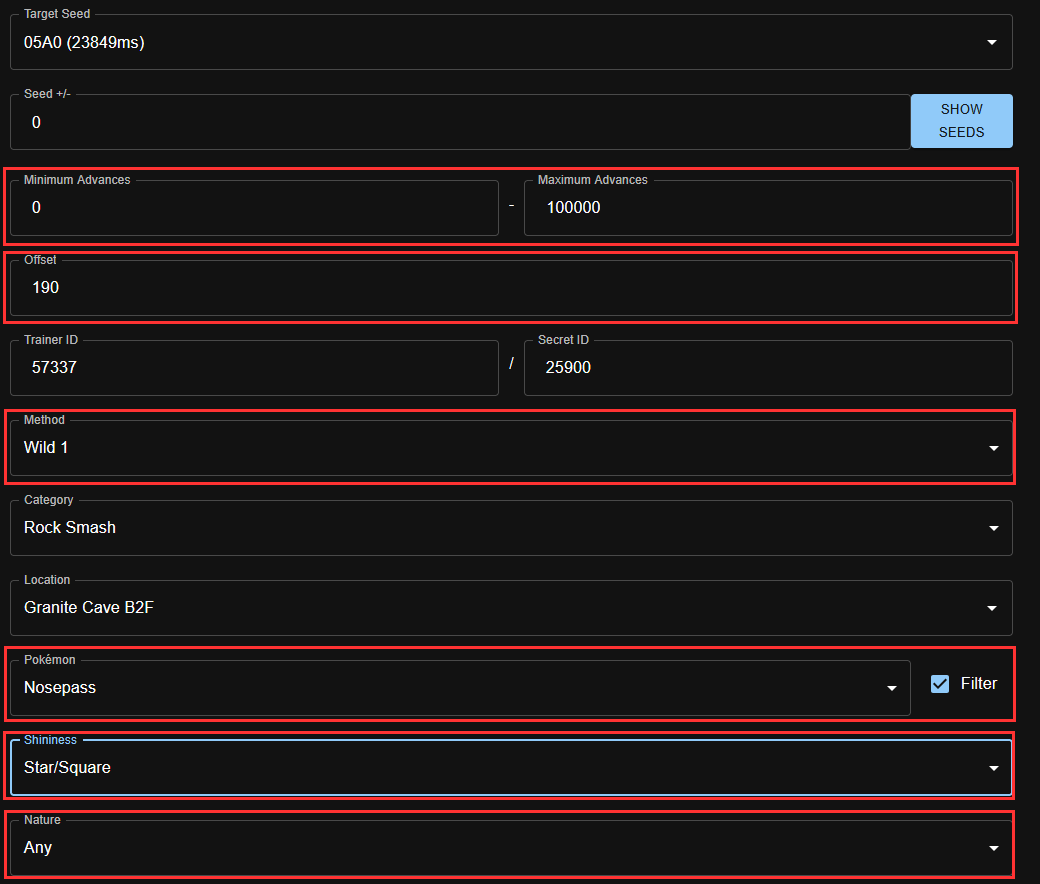 Target Seed
05A0 (23849ms)
Seed +/-
0
SHOW
SEEDS
Minimum Advances
0
-
Maximum Advances
100000
Offset
190
Trainer ID
57337
/
Secret ID
25900
Method
Wild 1
Category
Rock Smash
Location
Granite Cave B2F
Pokémon
Nosepass
Filter
Shininess
Star/Square
Nature
Any